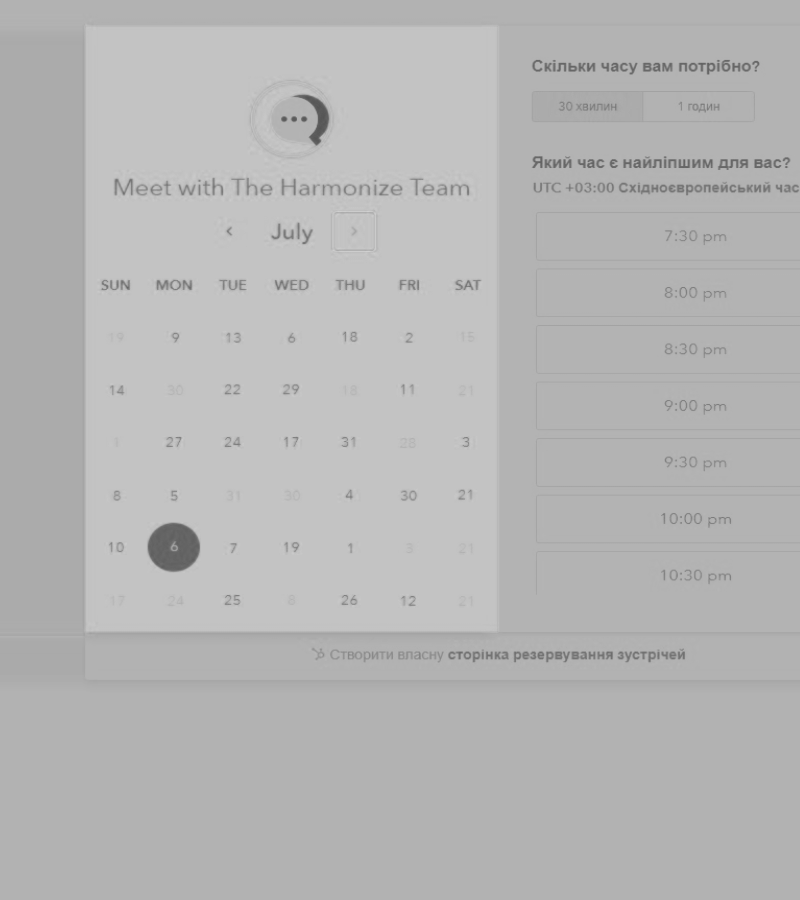 Meet with The Harmonize Team
July
SUN MON TUE WED THU FRI SAT
19 9 13 6 18 2 15
14 30 22 29 18 11 21
27 24 17 31 28 3
8 5 31 30 4 30 21
10 6 7 19 1 3 21
17 24 25 8 26 12 21
Скільки часу вам потрібно?
30 хвилин 1 годин
Який час є найліпшим для вас?
UTC +03:00 Східноєвропейський час
7:30 pm
8:00 pm
8:30 pm
9:00 pm
9:30 pm
10:00 pm
10:30 pm
Створити власну сторінка резервування зустрічей